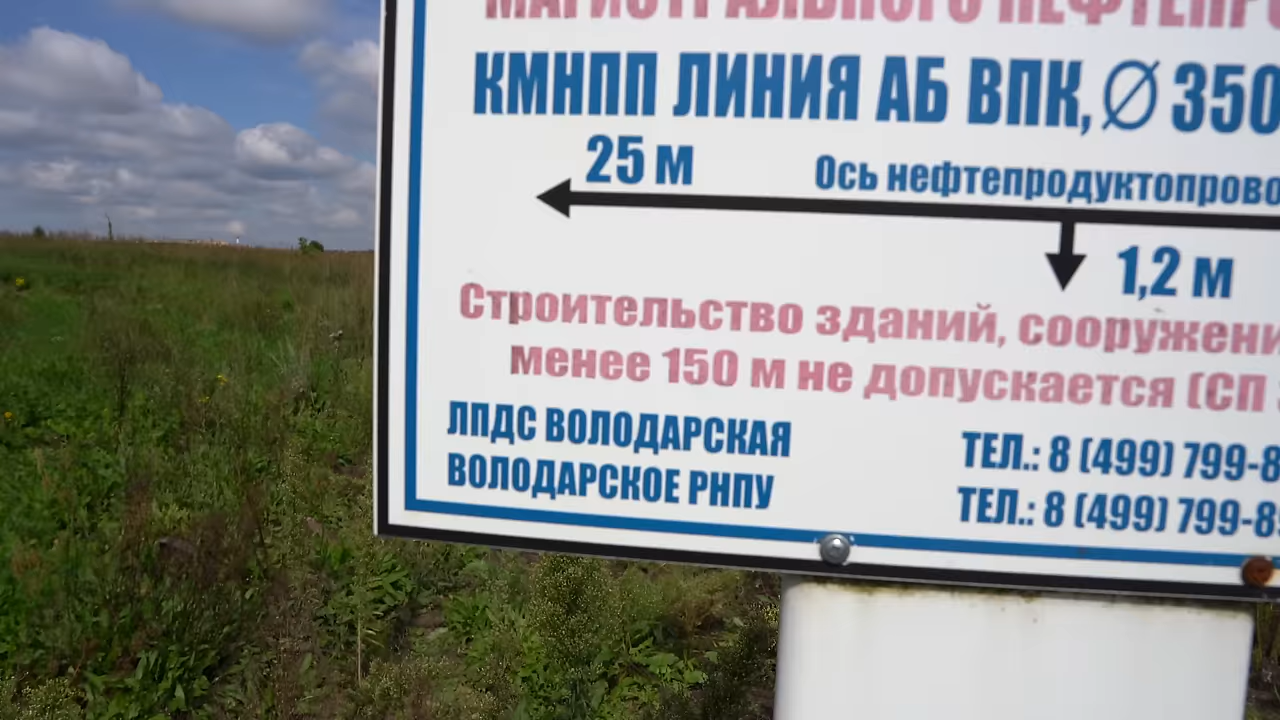 МАГИСТРАЛЬНОГО НЕФТЕПРО
КМНПП ЛИНИЯ АБ ВПК, Ø 350
25 м
Ось нефтепродуктопрово
1,2 м
Строительство зданий, сооружени
менее 150 м не допускается (СП
ЛПДС ВОЛОДАРСКАЯ
ТЕЛ.: 8 (499) 799-8
ВОЛОДАРСКОЕ РНПУ
ТЕЛ.: 8 (499) 799-8